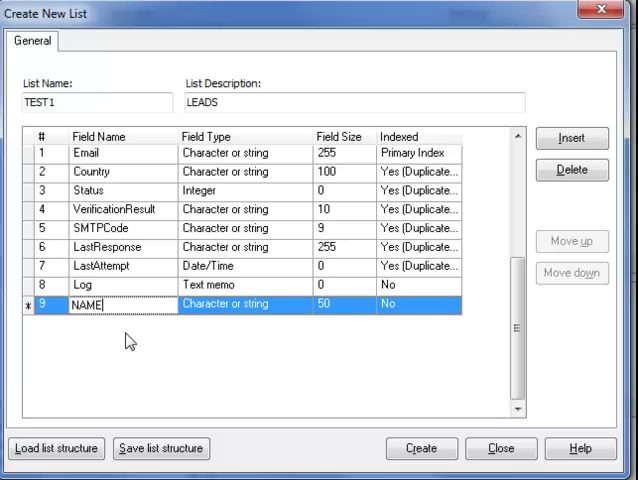 Create New List
General
List Name: List Description:
TEST1 LEADS
# Field Name Field Type Field Size Indexed
1 Email Character or string 255 Primary Index
2 Country Character or string 100 Yes (Duplicate...
3 Status Integer 0 Yes (Duplicate...
4 VerificationResult Character or string 10 Yes (Duplicate...
5 SMTPCode Character or string 9 Yes (Duplicate...
6 LastResponse Character or string 255 Yes (Duplicate...
7 LastAttempt Date/Time 0 Yes (Duplicate...
8 Log Text memo 0 No
* 9 NAME Character or string 50 No
Insert
Delete
Move up
Move down
Load list structure Save list structure Create Close Help